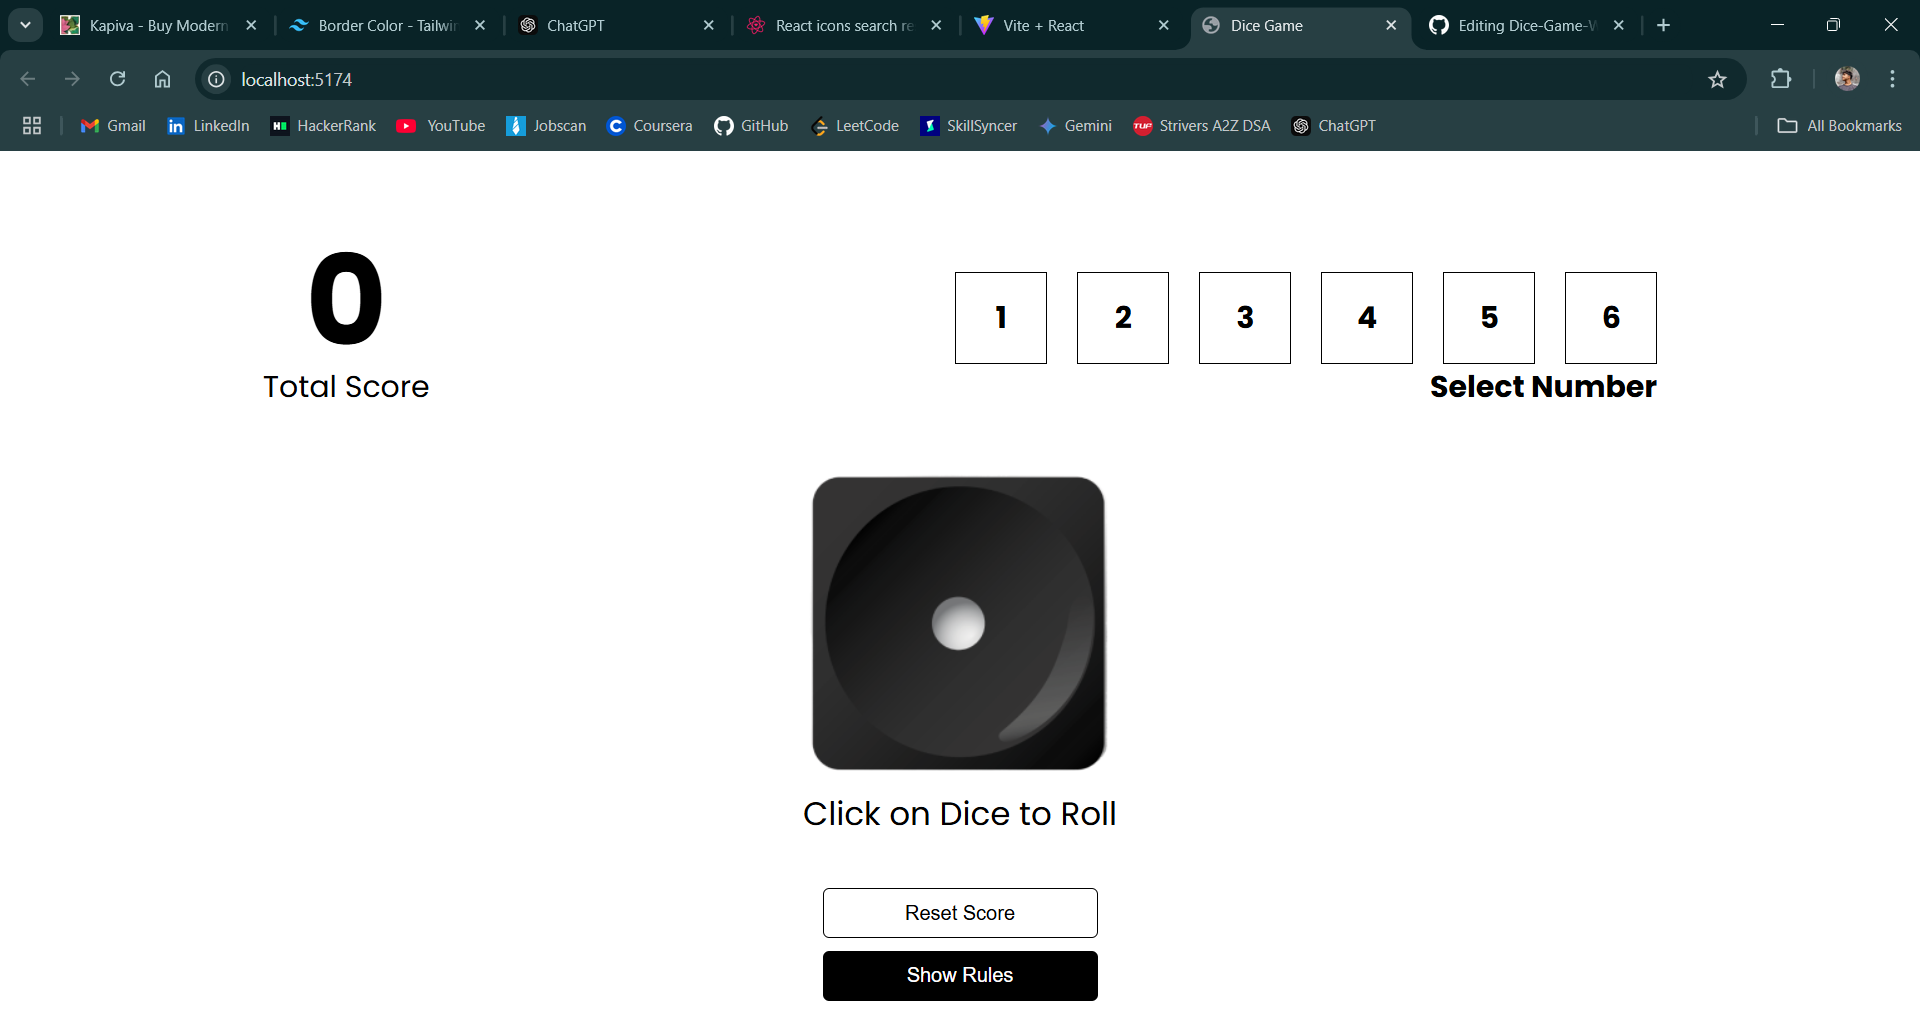 Kapiva - Buy Modern
Border Color - Tailwin
ChatGPT
React icons search re
Vite + React
Dice Game
Editing Dice-Game-W
localhost:5174
Gmail
LinkedIn
HackerRank
YouTube
Jobscan
Coursera
GitHub
LeetCode
SkillSyncer
Gemini
TUF Strivers A2Z DSA
ChatGPT
All Bookmarks
0
Total Score
1 2 3 4 5 6
Select Number
Click on Dice to Roll
Reset Score
Show Rules